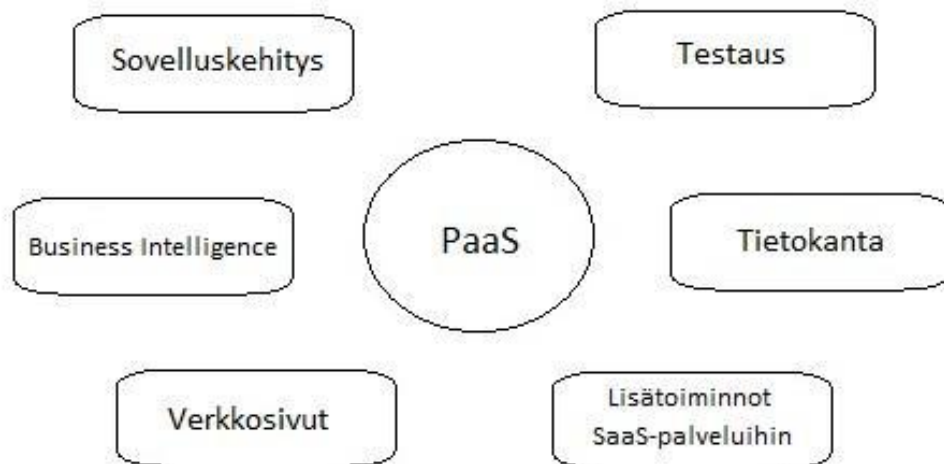 Sovelluskehitys
Testaus
Business Intelligence
PaaS
Tietokanta
Verkkosivut
Lisätoiminnot
SaaS-palveluihin